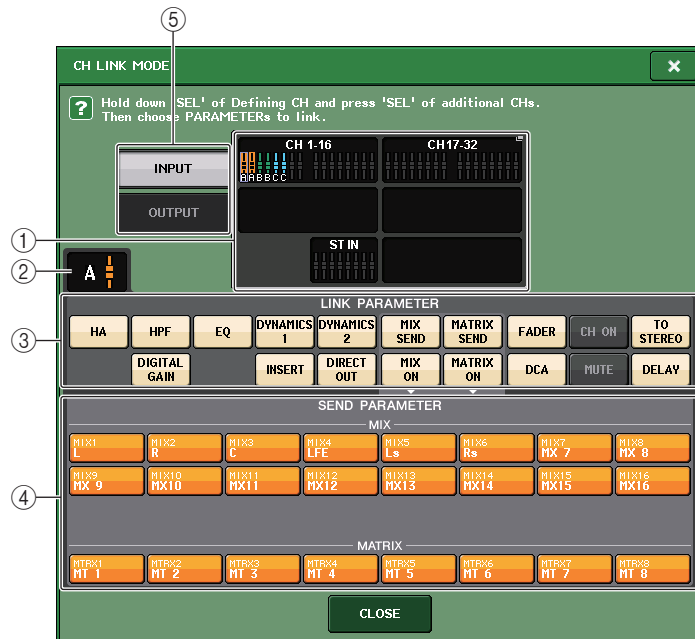 ⑤
CH LINK MODE
×
? Hold down 'SEL' of Defining CH and press 'SEL' of additional CHs.
Then choose PARAMETERs to link.
INPUT
OUTPUT
CH 1-16
CH17-32
A A B B C C
ST IN
①
②
A
③
LINK PARAMETER
HA
HPF
EQ
DYNAMICS 1
DYNAMICS 2
MIX SEND
MATRIX SEND
FADER
CH ON
TO STEREO
DIGITAL GAIN
INSERT
DIRECT OUT
MIX ON
MATRIX ON
DCA
MUTE
DELAY
④
SEND PARAMETER
MIX
MIX1
L
MIX2
R
MIX3
C
MIX4
LFE
MIX5
Ls
MIX6
Rs
MIX7
MX 7
MIX8
MX 8
MIX9
MX 9
MIX10
MX10
MIX11
MX11
MIX12
MX12
MIX13
MX13
MIX14
MX14
MIX15
MX15
MIX16
MX16
MATRIX
MTRX1
MT 1
MTRX2
MT 2
MTRX3
MT 3
MTRX4
MT 4
MTRX5
MT 5
MTRX6
MT 6
MTRX7
MT 7
MTRX8
MT 8
CLOSE